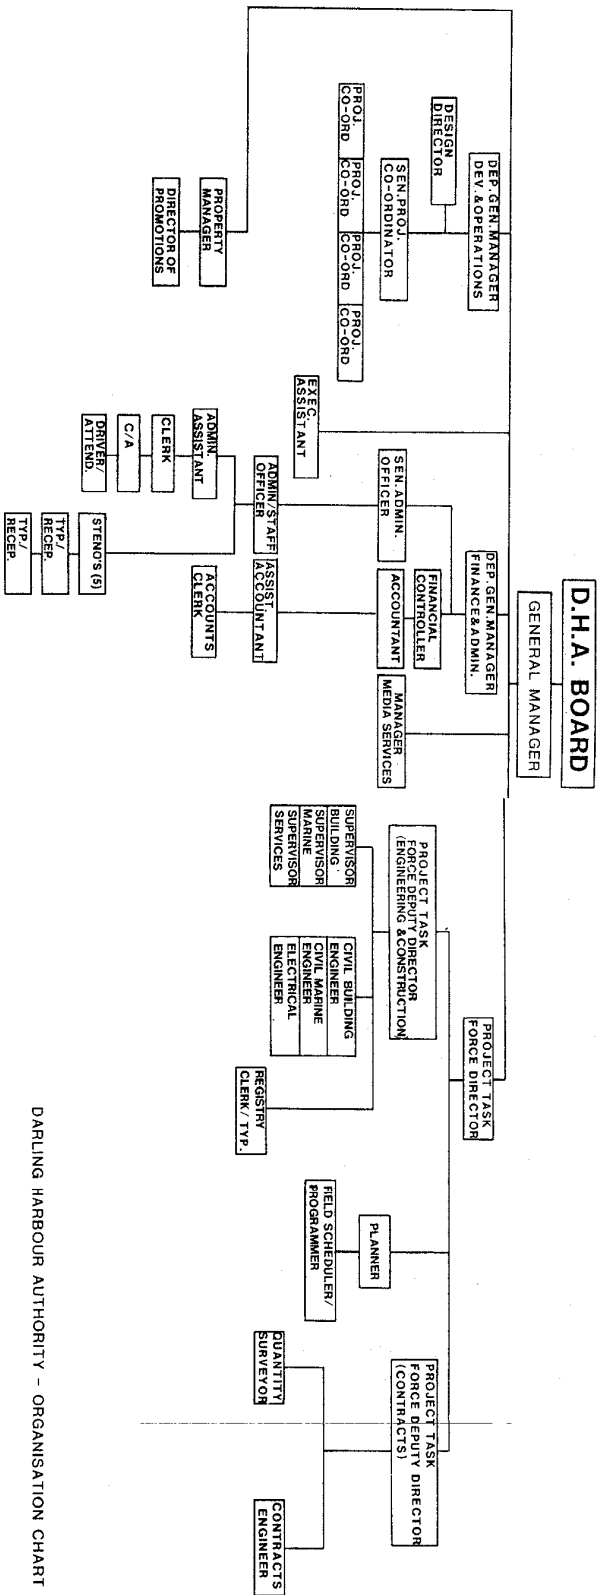 D.H.A. BOARD
GENERAL MANAGER
DEP.GEN.MANAGER
DEV.&OPERATIONS
DESIGN
DIRECTOR
SEN.PROJ.
CO-ORDINATOR
PROJ.
CO-ORD
PROJ.
CO-ORD
PROJ.
CO-ORD
PROJ.
CO-ORD
PROPERTY
MANAGER
DIRECTOR OF
PROMOTIONS
EXEC.
ASSISTANT
DEP.GEN.MANAGER
FINANCE&ADMIN.
SEN.ADMIN.
OFFICER
FINANCIAL
CONTROLLER
ACCOUNTANT
ADMIN/STAFF
OFFICER
ASSIST.
ACCOUNTANT
ADMIN.
ASSISTANT
ACCOUNTS
CLERK
CLERK
C/A
DRIVER/
ATTEND.
STENO'S (5)
TYP./
RECEP.
TYP./
RECEP.
MANAGER
MEDIA SERVICES
PROJECT TASK
FORCE DIRECTOR
PROJECT TASK
FORCE DEPUTY DIRECTOR
(ENGINEERING &CONSTRUCTION)
SUPERVISOR
BUILDING
SUPERVISOR
MARINE
SUPERVISOR
SERVICES
CIVIL BUILDING
ENGINEER
CIVIL MARINE
ENGINEER
ELECTRICAL
ENGINEER
REGISTRY
CLERK/ TYP.
PLANNER
FIELD SCHEDULER/
PROGRAMMER
PROJECT TASK
FORCE DEPUTY DIRECTOR
(CONTRACTS)
QUANTITY
SURVEYOR
CONTRACTS
ENGINEER
DARLING HARBOUR AUTHORITY - ORGANISATION CHART